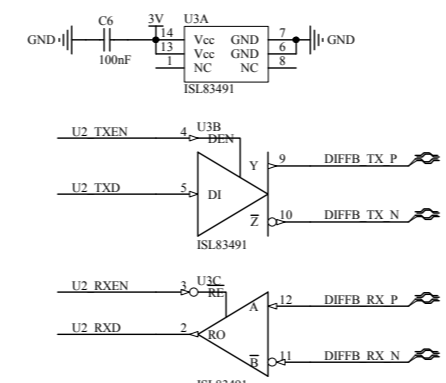 C6
3V
U3A
GND
100nF
14 Vcc GND 7
13 Vcc GND 6
1 NC NC 8
GND
ISL83491
U3B
U2_TXEN 4 DEN
Y 9 DIFFB_TX_P
U2_TXD 5 DI
Z 10 DIFFB_TX_N
ISL83491
U3C
U2_RXEN 3 RE
A 12 DIFFB_RX_P
U2_RXD 2 RO
B 11 DIFFB_RX_N
ISL83491